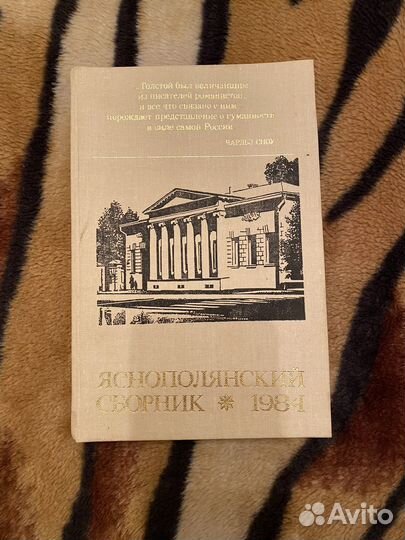 Толстой был величайшим
из писателей романистов,
и все что связано с ним
порождает представление о гуманности
и силе самой России
ЧАРЛЬЗ СНОУ
ЯСНОПОЛЯНСКИЙ
СБОРНИК * 1984
Avito